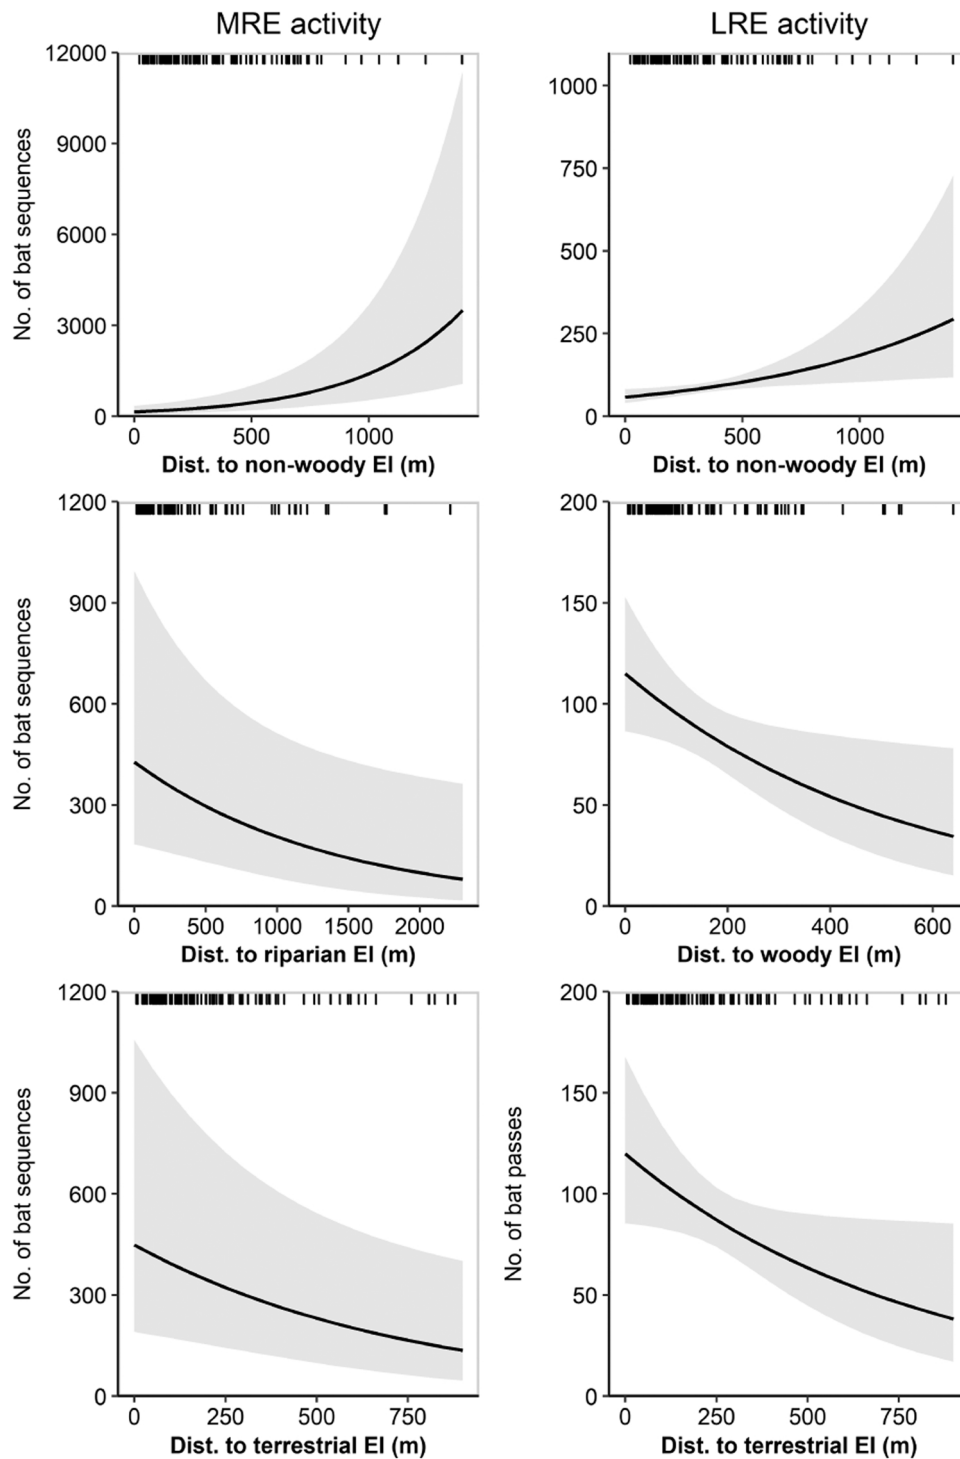 MRE activity
LRE activity
No. of bat sequences
12000
9000
6000
3000
0
0 500 1000
Dist. to non-woody EI (m)
1000
750
500
250
0
0 500 1000
Dist. to non-woody EI (m)
No. of bat sequences
1200
900
600
300
0
0 500 1000 1500 2000
Dist. to riparian EI (m)
200
150
100
50
0
0 200 400 600
Dist. to woody EI (m)
No. of bat sequences
1200
900
600
300
0
0 250 500 750
Dist. to terrestrial EI (m)
No. of bat passes
200
150
100
50
0
0 250 500 750
Dist. to terrestrial EI (m)